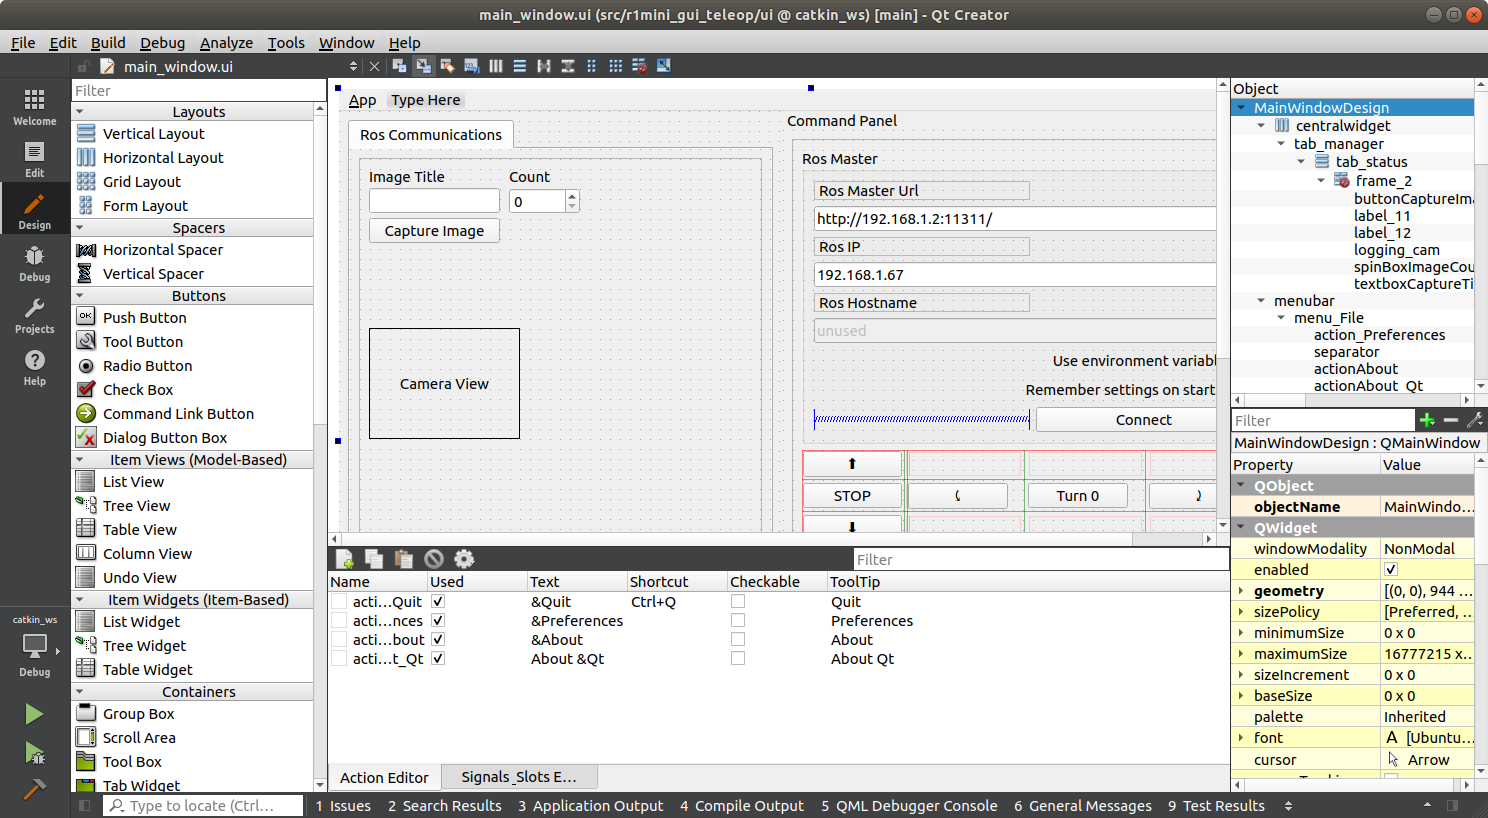 main_window.ui (src/r1mini_gui_teleop/ui @ catkin_ws) [main] - Qt Creator
File Edit Build Debug Analyze Tools Window Help
main_window.ui
Welcome
Edit
Design
Debug
Projects
Help
catkin_ws
Debug
Filter
Layouts
Vertical Layout
Horizontal Layout
Grid Layout
Form Layout
Spacers
Horizontal Spacer
Vertical Spacer
Buttons
Push Button
Tool Button
Radio Button
Check Box
Command Link Button
Dialog Button Box
Item Views (Model-Based)
List View
Tree View
Table View
Column View
Undo View
Item Widgets (Item-Based)
List Widget
Tree Widget
Table Widget
Containers
Group Box
Scroll Area
Tool Box
Tab Widget
App Type Here
Ros Communications
Image Title Count
0
Capture Image
Camera View
Command Panel
Ros Master
Ros Master Url
http://192.168.1.2:11311/
Ros IP
192.168.1.67
Ros Hostname
unused
Use environment variabl
Remember settings on start
Connect
STOP Turn 0
Filter
Name Used Text Shortcut Checkable ToolTip
acti...Quit &Quit Ctrl+Q Quit
acti...nces &Preferences Preferences
acti...bout &About About
acti...t_Qt About &Qt About Qt
Action Editor Signals_Slots E...
Object
MainWindowDesign
centralwidget
tab_manager
tab_status
frame_2
buttonCaptureIma
label_11
label_12
logging_cam
spinBoxImageCou
textboxCaptureTi
menubar
menu_File
action_Preferences
separator
actionAbout
actionAbout_Qt
Filter
MainWindowDesign : QMainWindow
Property Value
QObject
objectName MainWindo...
QWidget
windowModality NonModal
enabled
geometry [(0, 0), 944 ...
sizePolicy [Preferred, ...
minimumSize 0 x 0
maximumSize 16777215 x...
sizeIncrement 0 x 0
baseSize 0 x 0
palette Inherited
font A [Ubuntu...
cursor Arrow
Type to locate (Ctrl... 1 Issues 2 Search Results 3 Application Output 4 Compile Output 5 QML Debugger Console 6 General Messages 9 Test Results